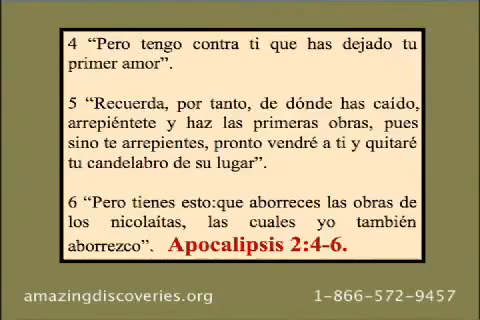 4 “Pero tengo contra ti que has dejado tu
primer amor”.
5 “Recuerda, por tanto, de dónde has caído,
arrepiéntete y haz las primeras obras, pues
sino te arrepientes, pronto vendré a ti y quitaré
tu candelabro de su lugar”.
6 “Pero tienes esto:que aborreces las obras de
los nicolaítas, las cuales yo también
aborrezco”. Apocalipsis 2:4-6.
amazingdiscoveries.org 1-866-572-9457